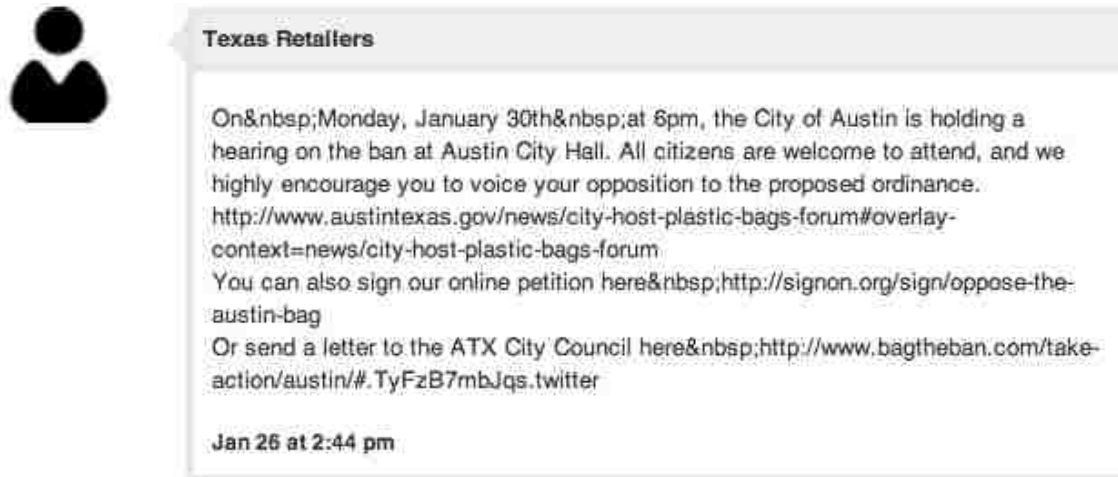 Texas Retailers
On&nbsp;Monday, January 30th&nbsp;at 6pm, the City of Austin is holding a
hearing on the ban at Austin City Hall. All citizens are welcome to attend, and we
highly encourage you to voice your opposition to the proposed ordinance.
http://www.austintexas.gov/news/city-host-plastic-bags-forum#overlay-
context=news/city-host-plastic-bags-forum
You can also sign our online petition here&nbsp;http://signon.org/sign/oppose-the-
austin-bag
Or send a letter to the ATX City Council here&nbsp;http://www.bagtheban.com/take-
action/austin/#.TyFzB7mbJqs.twitter
Jan 26 at 2:44 pm